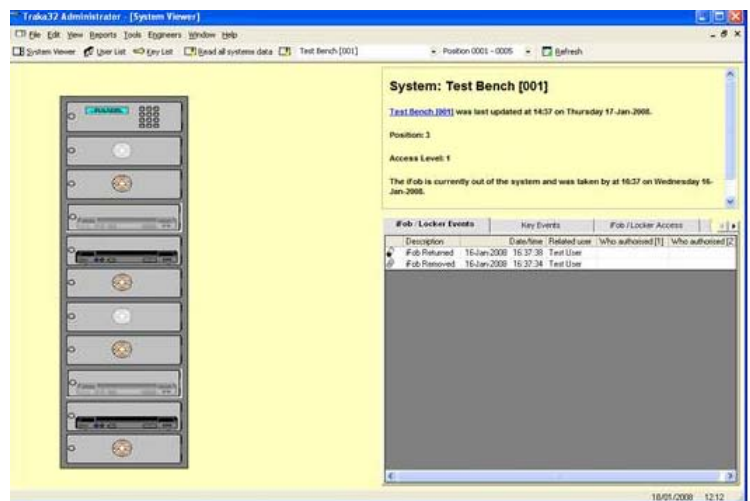 Traka32 Administrator - [System Viewer]
File Edit View Reports Tools Engineers Window Help
System Viewer User List Key List Read all systems data Test Bench [001] Position 0001 - 0005 Refresh
System: Test Bench [001]
Test Bench [001] was last updated at 14:37 on Thursday 17-Jan-2008.
Position: 3
Access Level: 1
The iFob is currently out of the system and was taken by at 16:37 on Wednesday 16-
Jan-2008.
iFob / Locker Events Key Events iFob / Locker Access
Description Date/time Related user Who authorised [1] Who authorised [2]
iFob Returned 16-Jan-2008 16:37:38 Test User
iFob Removed 16-Jan-2008 16:37:34 Test User
18/01/2008 12:12